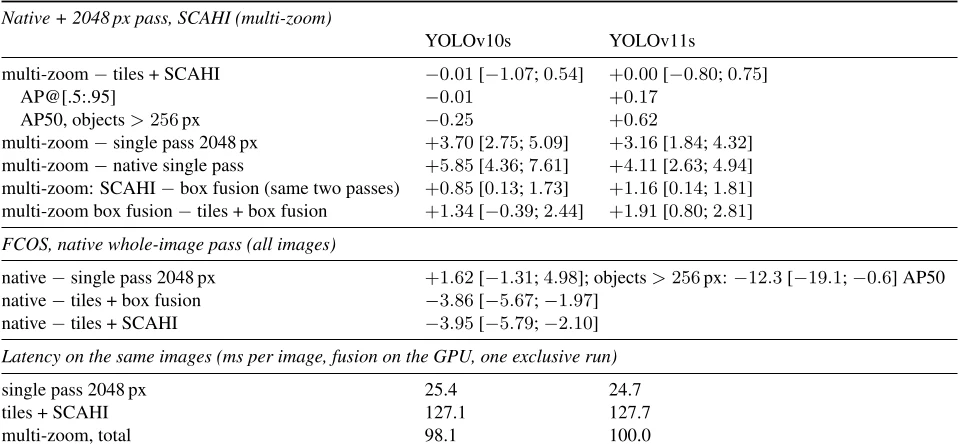 Native + 2048 px pass, SCAHI (multi-zoom)
YOLOv10s YOLOv11s
multi-zoom − tiles + SCAHI −0.01 [−1.07; 0.54] +0.00 [−0.80; 0.75]
AP@[.5:.95] −0.01 +0.17
AP50, objects > 256 px −0.25 +0.62
multi-zoom − single pass 2048 px +3.70 [2.75; 5.09] +3.16 [1.84; 4.32]
multi-zoom − native single pass +5.85 [4.36; 7.61] +4.11 [2.63; 4.94]
multi-zoom: SCAHI − box fusion (same two passes) +0.85 [0.13; 1.73] +1.16 [0.14; 1.81]
multi-zoom box fusion − tiles + box fusion +1.34 [−0.39; 2.44] +1.91 [0.80; 2.81]
FCOS, native whole-image pass (all images)
native − single pass 2048 px +1.62 [−1.31; 4.98]; objects > 256 px: −12.3 [−19.1; −0.6] AP50
native − tiles + box fusion −3.86 [−5.67; −1.97]
native − tiles + SCAHI −3.95 [−5.79; −2.10]
Latency on the same images (ms per image, fusion on the GPU, one exclusive run)
single pass 2048 px 25.4 24.7
tiles + SCAHI 127.1 127.7
multi-zoom, total 98.1 100.0